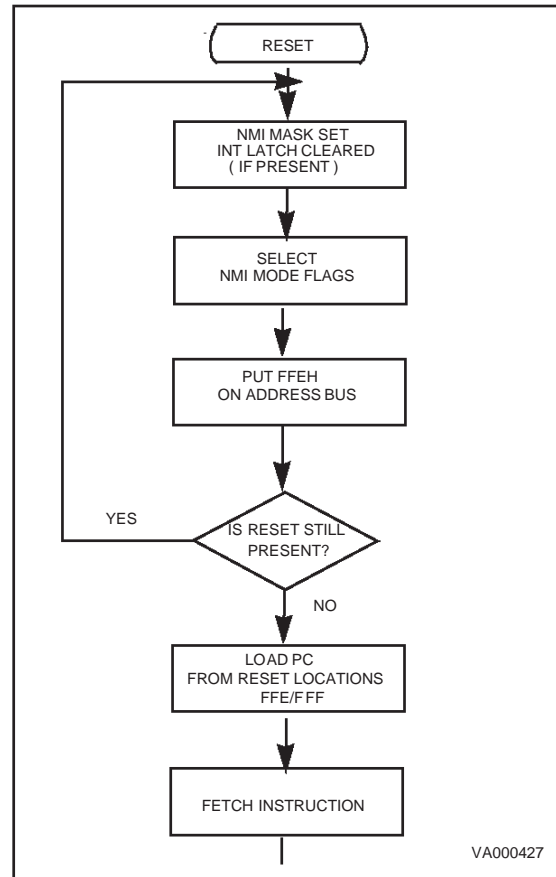 RESET
NMI MASK SET
INT LATCH CLEARED
( IF PRESENT )
SELECT
NMI MODE FLAGS
PUT FFEH
ON ADDRESS BUS
YES
IS RESET STILL
PRESENT?
NO
LOAD PC
FROM RESET LOCATIONS
FFE/FFF
FETCH INSTRUCTION
VA000427